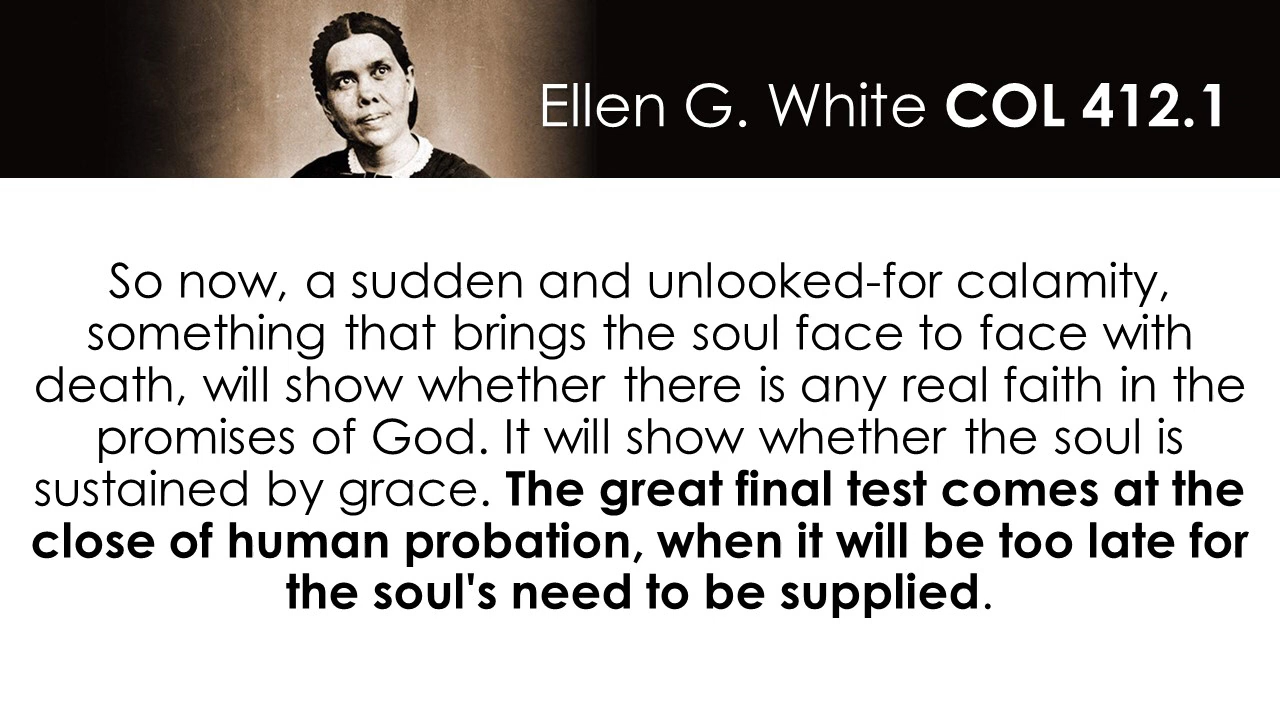 Ellen G. White COL 412.1
So now, a sudden and unlooked-for calamity,
something that brings the soul face to face with
death, will show whether there is any real faith in the
promises of God. It will show whether the soul is
sustained by grace. The great final test comes at the
close of human probation, when it will be too late for
the soul's need to be supplied.